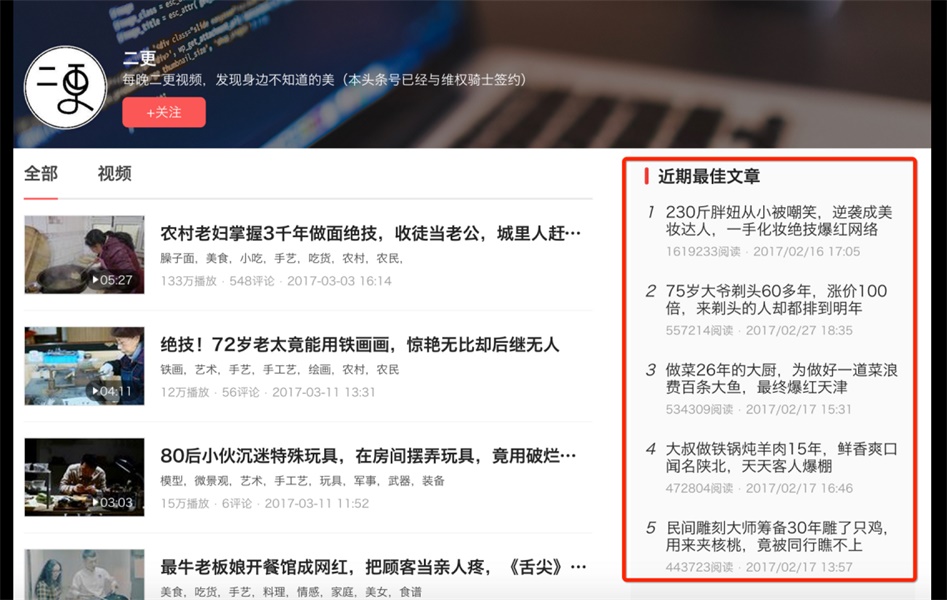 二更
二更
每晚二更视频，发现身边不知道的美（本头条号已经与维权骑士签约）
+关注
全部
视频
05:27
农村老妇掌握3千年做面绝技，收徒当老公，城里人赶…
臊子面，美食，小吃，手艺，吃货，农村，农民，
133万播放 · 548评论 · 2017-03-03 16:14
04:11
绝技！72岁老太竟能用铁画画，惊艳无比却后继无人
铁画，艺术，手艺，手工艺，绘画，农村，农民
12万播放 · 56评论 · 2017-03-11 13:31
03:03
80后小伙沉迷特殊玩具，在房间摆弄玩具，竟用破烂…
模型，微景观，艺术，手工艺，玩具，军事，武器，装备
15万播放 · 6评论 · 2017-03-11 11:52
最牛老板娘开餐馆成网红，把顾客当亲人疼，《舌尖》…
美食，吃货，手艺，料理，情感，家庭，美女，食谱
近期最佳文章
1 230斤胖妞从小被嘲笑，逆袭成美
妆达人，一手化妆绝技爆红网络
1619233阅读 · 2017/02/16 17:05
2 75岁大爷剃头60多年，涨价100
倍，来剃头的人却都排到明年
557214阅读 · 2017/02/27 18:35
3 做菜26年的大厨，为做好一道菜浪
费百条大鱼，最终爆红天津
534309阅读 · 2017/02/17 15:31
4 大叔做铁锅炖羊肉15年，鲜香爽口
闻名陕北，天天客人爆棚
472804阅读 · 2017/02/17 16:46
5 民间雕刻大师筹备30年雕了只鸡，
用来夹核桃，竟被同行瞧不上
443723阅读 · 2017/02/17 13:57